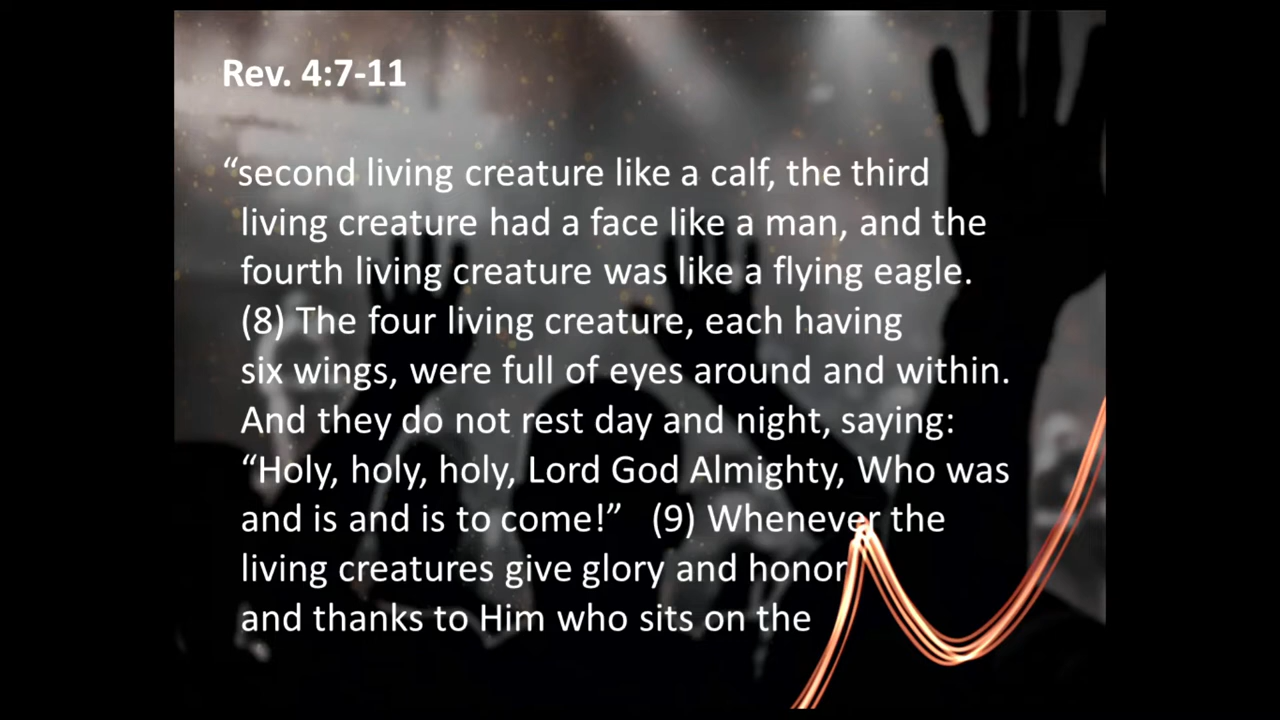 Rev. 4:7-11
“second living creature like a calf, the third
living creature had a face like a man, and the
fourth living creature was like a flying eagle.
(8) The four living creature, each having
six wings, were full of eyes around and within.
And they do not rest day and night, saying:
“Holy, holy, holy, Lord God Almighty, Who was
and is and is to come!” (9) Whenever the
living creatures give glory and honor
and thanks to Him who sits on the